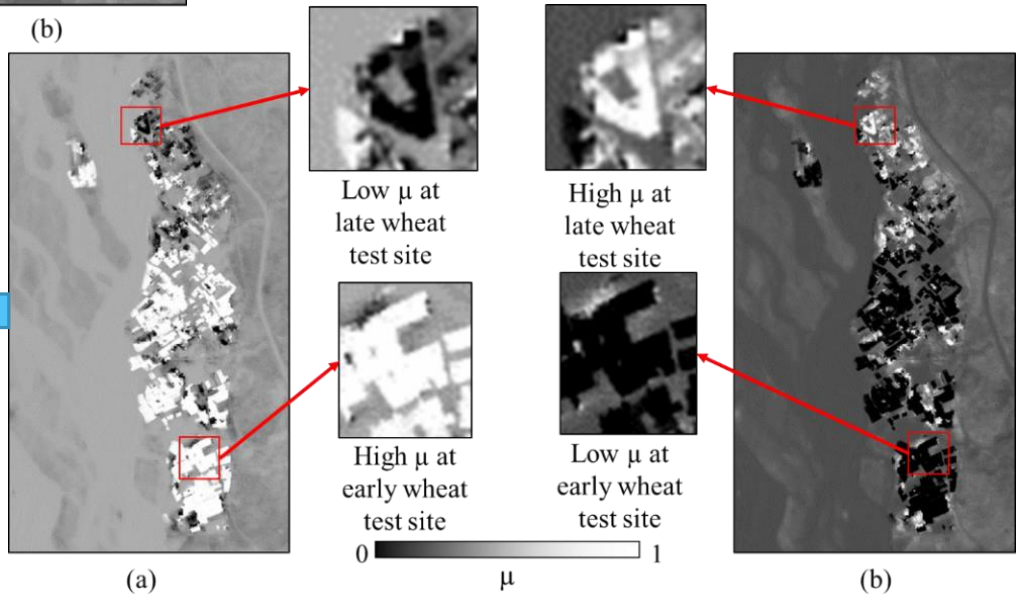 (b)
Low μ at
late wheat
test site
High μ at
late wheat
test site
High μ at
early wheat
test site
Low μ at
early wheat
test site
0 1
μ
(a)
(b)